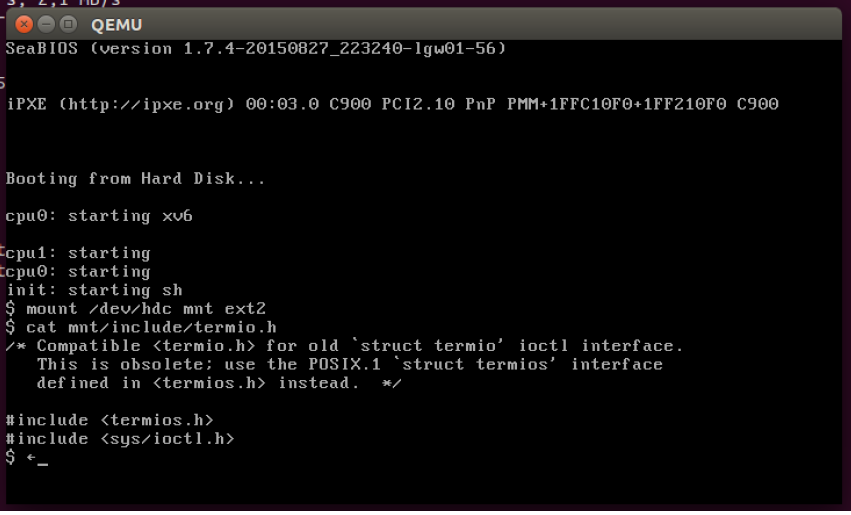 s, 2,1 MB/s
QEMU
SeaBIOS (version 1.7.4-20150827_223240-lgw01-56)
iPXE (http://ipxe.org) 00:03.0 C900 PCI2.10 PnP PMM+1FFC10F0+1FF210F0 C900
Booting from Hard Disk...
cpu0: starting xv6
cpu1: starting
cpu0: starting
init: starting sh
$ mount /dev/hdc mnt ext2
$ cat mnt/include/termio.h
/* Compatible <termio.h> for old `struct termio' ioctl interface.
This is obsolete; use the POSIX.1 `struct termios' interface
defined in <termios.h> instead.  */
#include <termios.h>
#include <sys/ioctl.h>
$ ←_